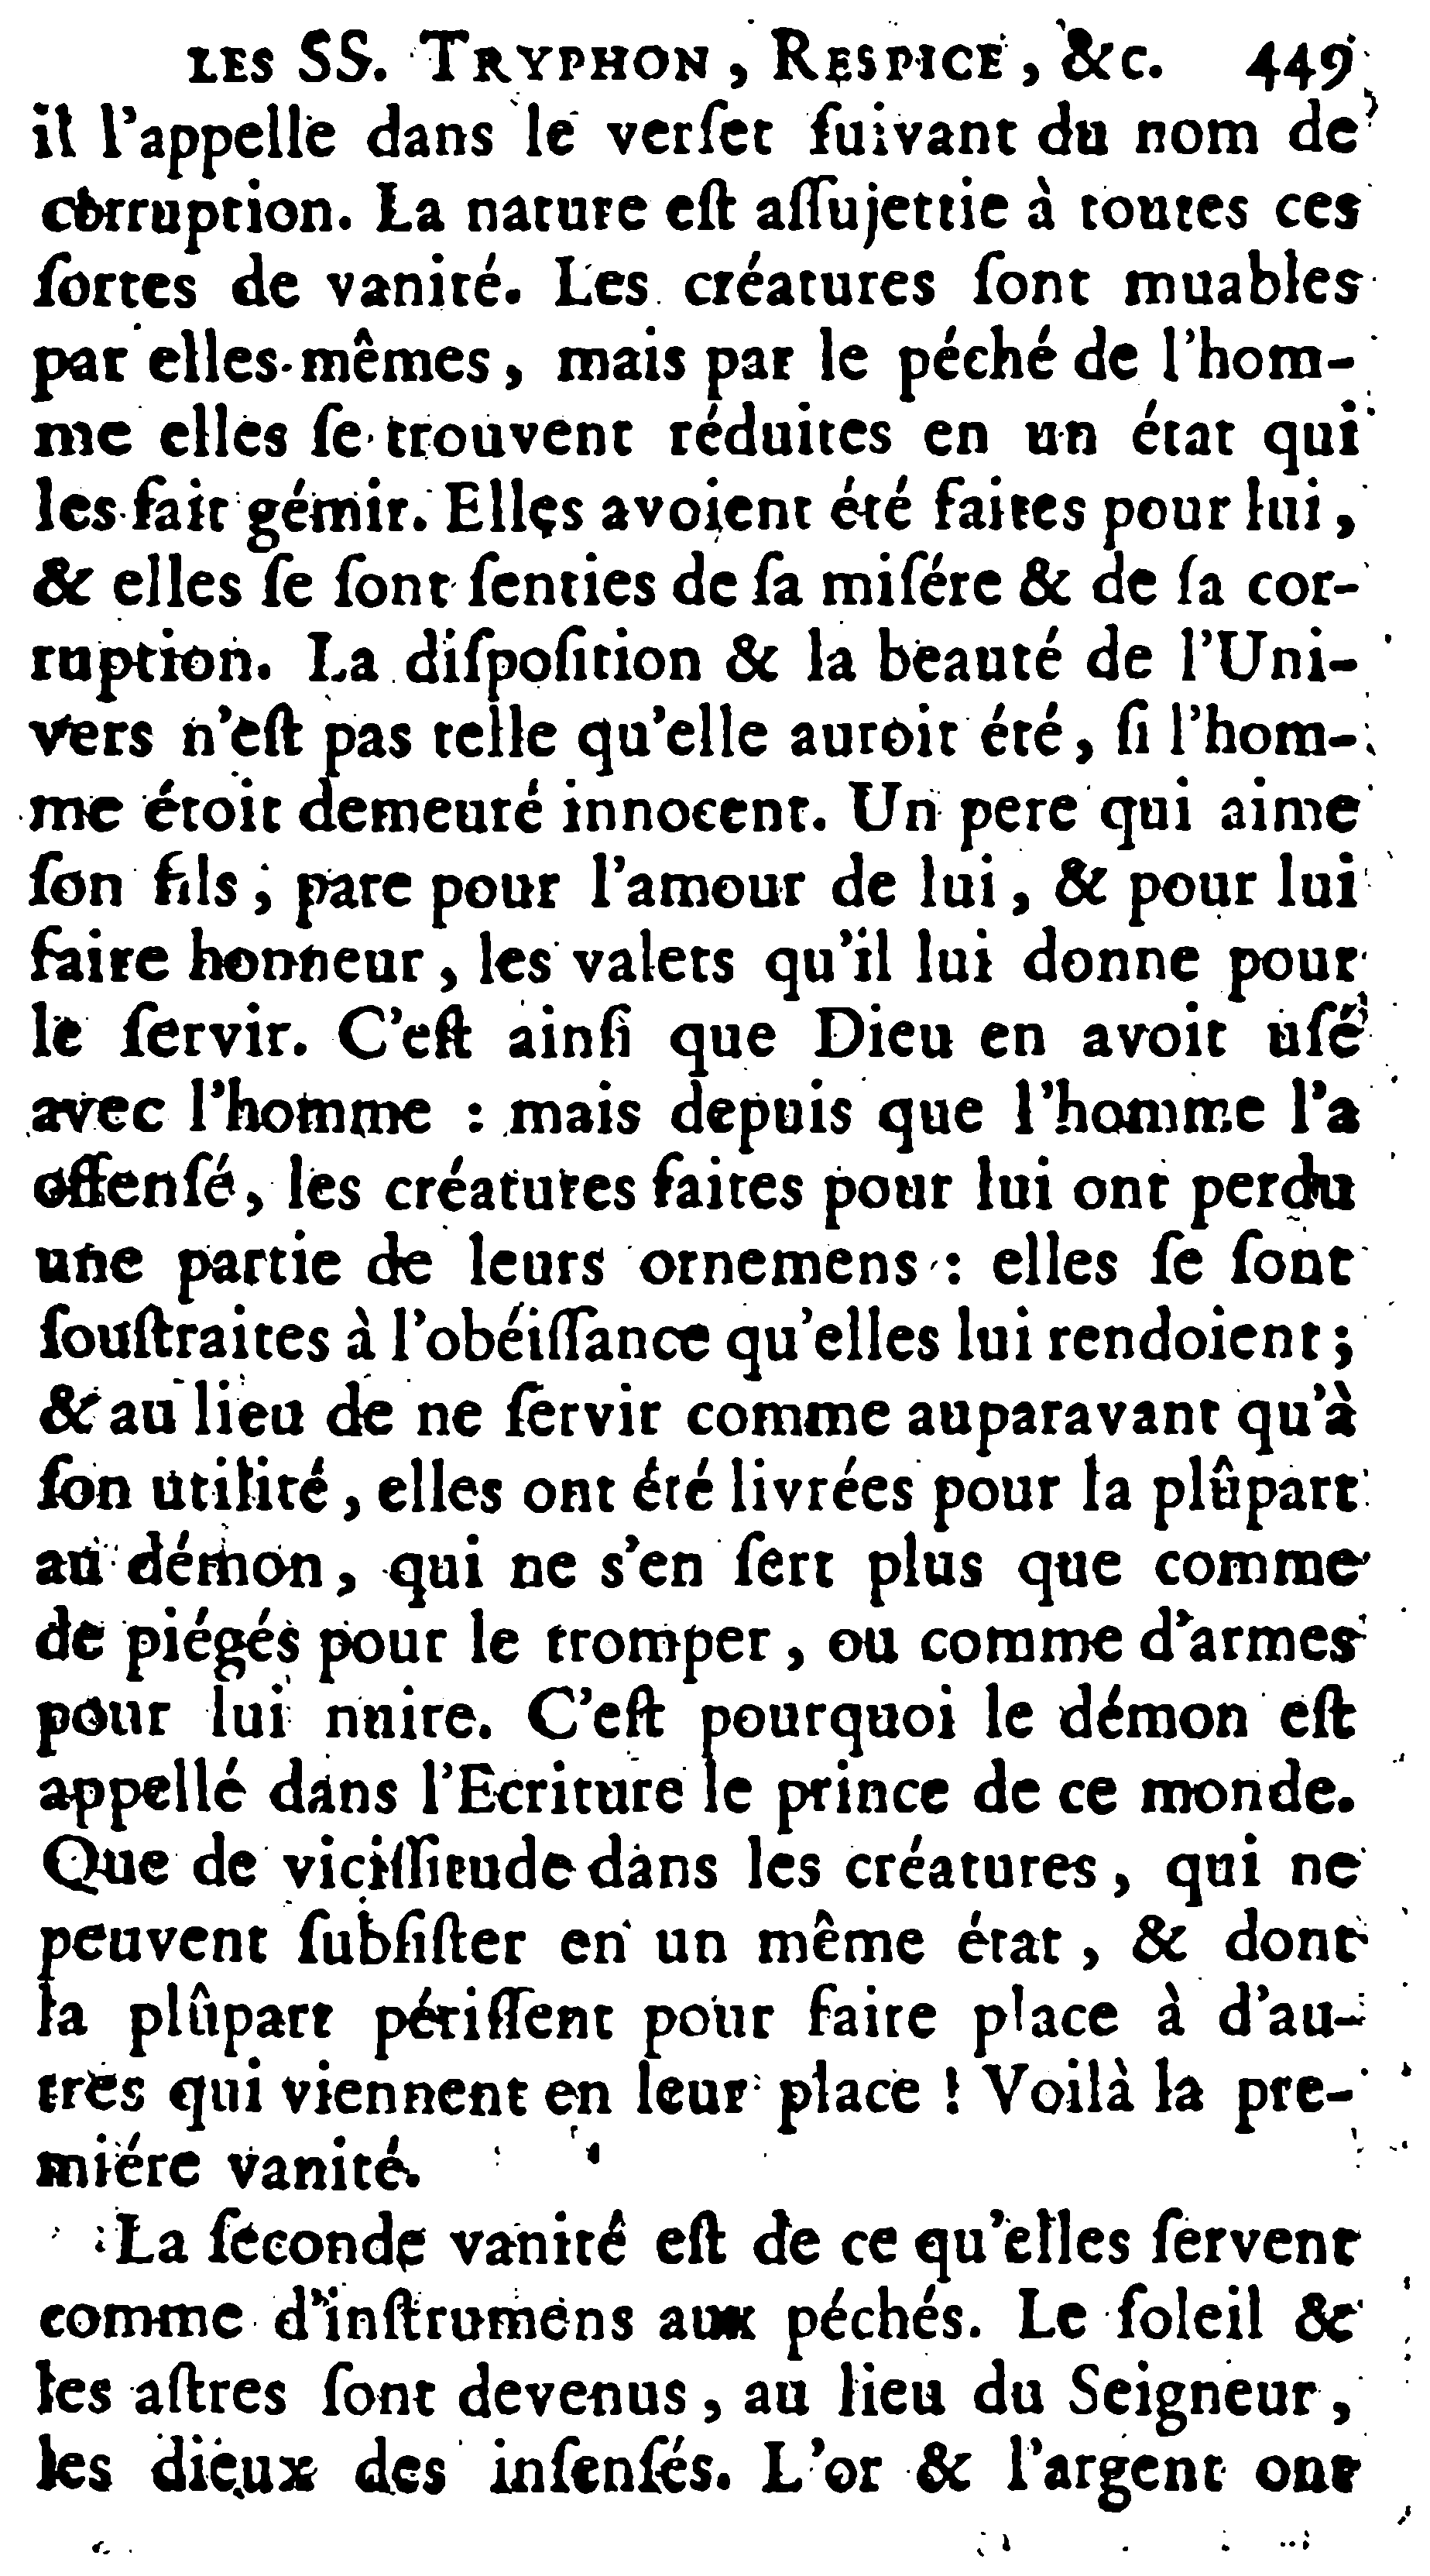 LES SS. TRYPHON, RESPICE, &c. 449
il l'appelle dans le verſet ſuivant du nom de
corruption. La nature eſt aſſujettie à toutes ces
ſortes de vanité. Les créatures ſont muables
par elles-mêmes, mais par le péché de l'hom-
me elles ſe trouvent réduites en un état qui
les fait gémir. Elles avoient été faites pour lui,
& elles ſe ſont ſenties de ſa miſére & de ſa cor-
ruption. La diſpoſition & la beauté de l'Uni-
vers n'eſt pas telle qu'elle auroit été, ſi l'hom-
me étoit demeuré innocent. Un pere qui aime
ſon fils, pare pour l'amour de lui, & pour lui
faire honneur, les valets qu'il lui donne pour
le ſervir. C'eſt ainſi que Dieu en avoit uſé
avec l'homme : mais depuis que l'homme l'a
offenſé, les créatures faites pour lui ont perdu
une partie de leurs ornemens : elles ſe ſont
ſouſtraites à l'obéiſſance qu'elles lui rendoient;
& au lieu de ne ſervir comme auparavant qu'à
ſon utilité, elles ont été livrées pour la plûpart
au démon, qui ne s'en ſert plus que comme
de piégés pour le tromper, ou comme d'armes
pour lui nuire. C'eſt pourquoi le démon eſt
appellé dans l'Ecriture le prince de ce monde.
Que de viciſſitude dans les créatures, qui ne
peuvent ſubſiſter en un même état, & dont
la plûpart périſſent pour faire place à d'au-
tres qui viennent en leur place ! Voilà la pre-
miére vanité.
La ſeconde vanité eſt de ce qu'elles ſervent
comme d'inſtrumens aux péchés. Le ſoleil &
les aſtres ſont devenus, au lieu du Seigneur,
les dieux des inſenſés. L'or & l'argent ont